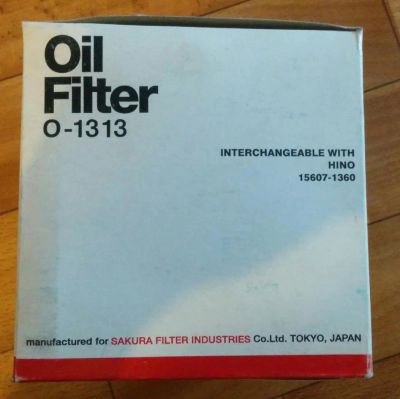 Oil
Filter
O-1313
INTERCHANGEABLE WITH
HINO
15607-1360
manufactured for SAKURA FILTER INDUSTRIES Co.Ltd. TOKYO, JAPAN